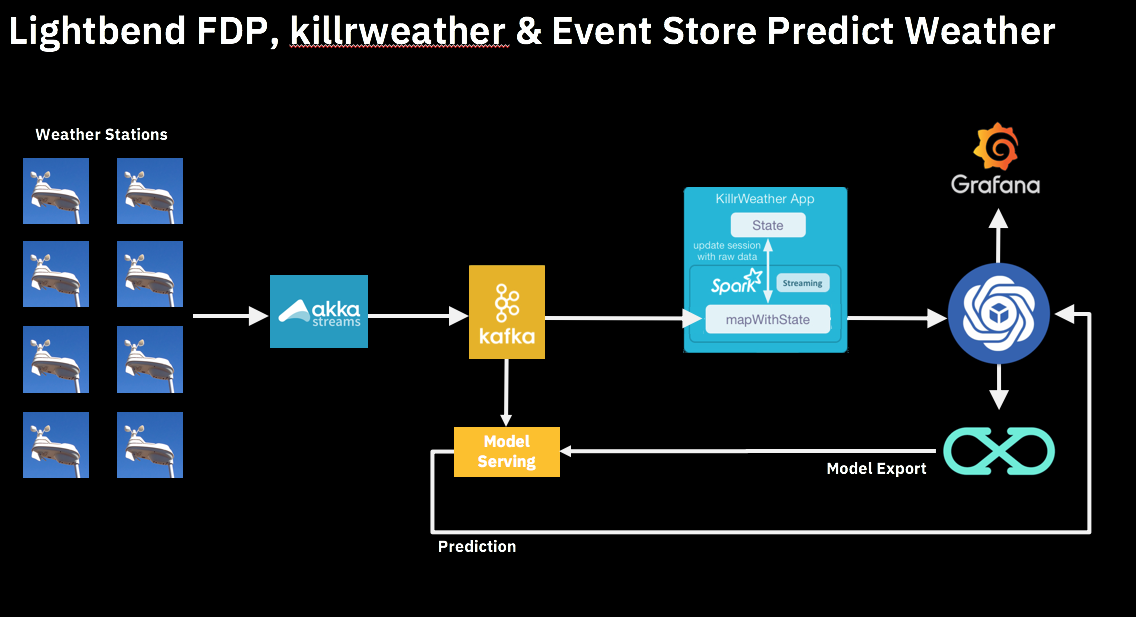 Lightbend FDP, killrweather & Event Store Predict Weather
Weather Stations
Grafana
KillrWeather App
State
update session
with raw data
Spark
Streaming
mapWithState
akka
streams
kafka
Model
Serving
Model Export
Prediction